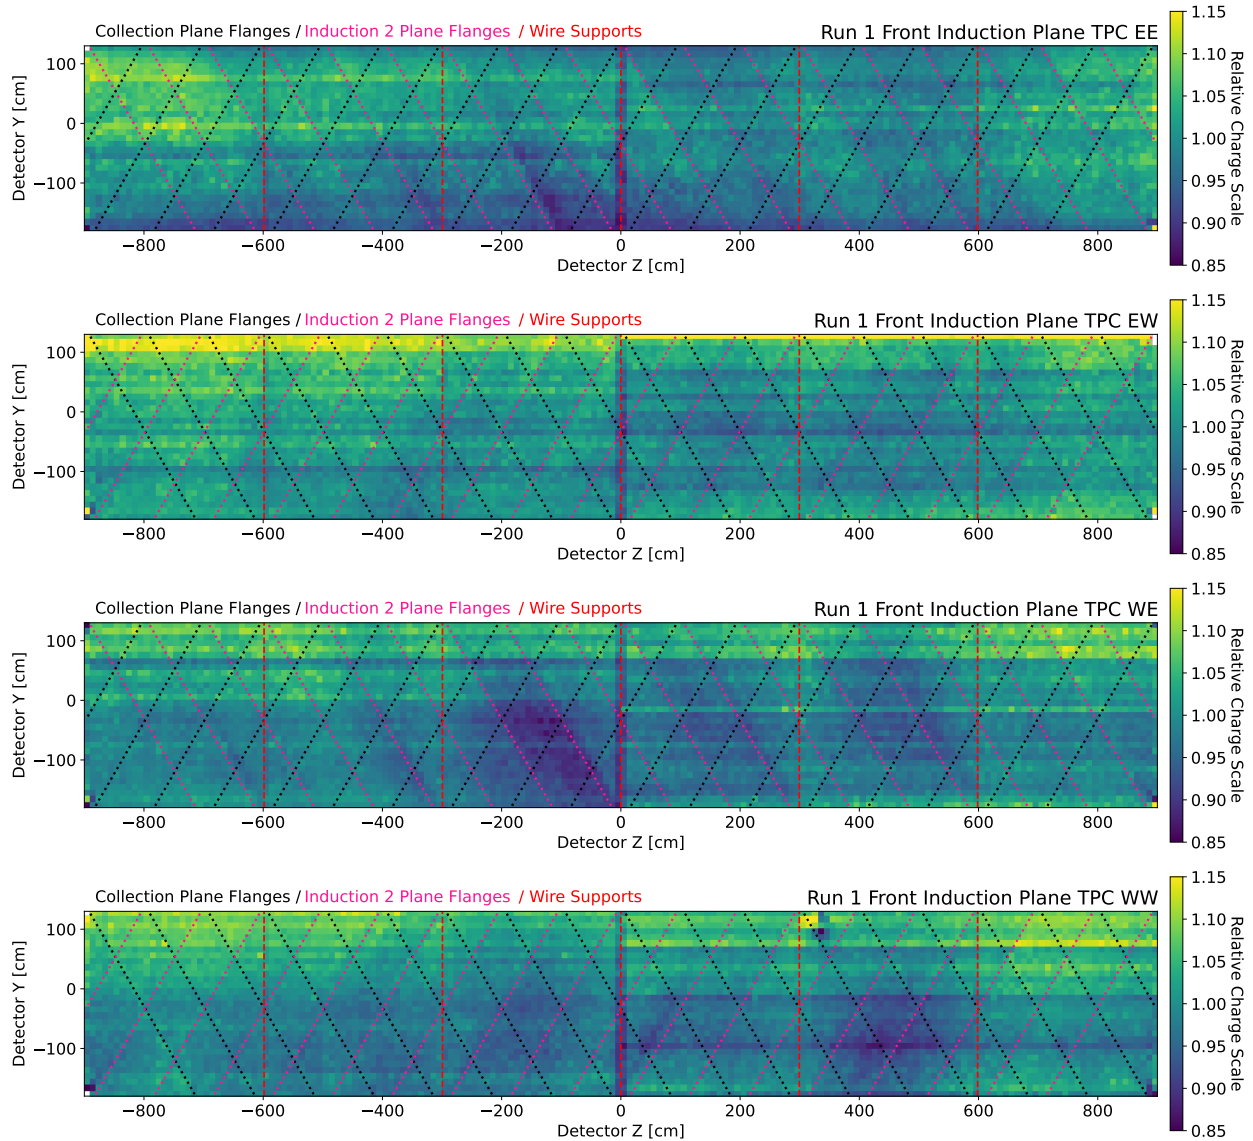 Collection Plane Flanges / Induction 2 Plane Flanges / Wire Supports Run 1 Front Induction Plane TPC EE
1.15
1.10
1.05
1.00
0.95
0.90
0.85
Relative Charge Scale
100
0
−100
Detector Y [cm]
−800 −600 −400 −200 0 200 400 600 800
Detector Z [cm]
Collection Plane Flanges / Induction 2 Plane Flanges / Wire Supports Run 1 Front Induction Plane TPC EW
1.15
1.10
1.05
1.00
0.95
0.90
0.85
Relative Charge Scale
100
0
−100
Detector Y [cm]
−800 −600 −400 −200 0 200 400 600 800
Detector Z [cm]
Collection Plane Flanges / Induction 2 Plane Flanges / Wire Supports Run 1 Front Induction Plane TPC WE
1.15
1.10
1.05
1.00
0.95
0.90
0.85
Relative Charge Scale
100
0
−100
Detector Y [cm]
−800 −600 −400 −200 0 200 400 600 800
Detector Z [cm]
Collection Plane Flanges / Induction 2 Plane Flanges / Wire Supports Run 1 Front Induction Plane TPC WW
1.15
1.10
1.05
1.00
0.95
0.90
0.85
Relative Charge Scale
100
0
−100
Detector Y [cm]
−800 −600 −400 −200 0 200 400 600 800
Detector Z [cm]